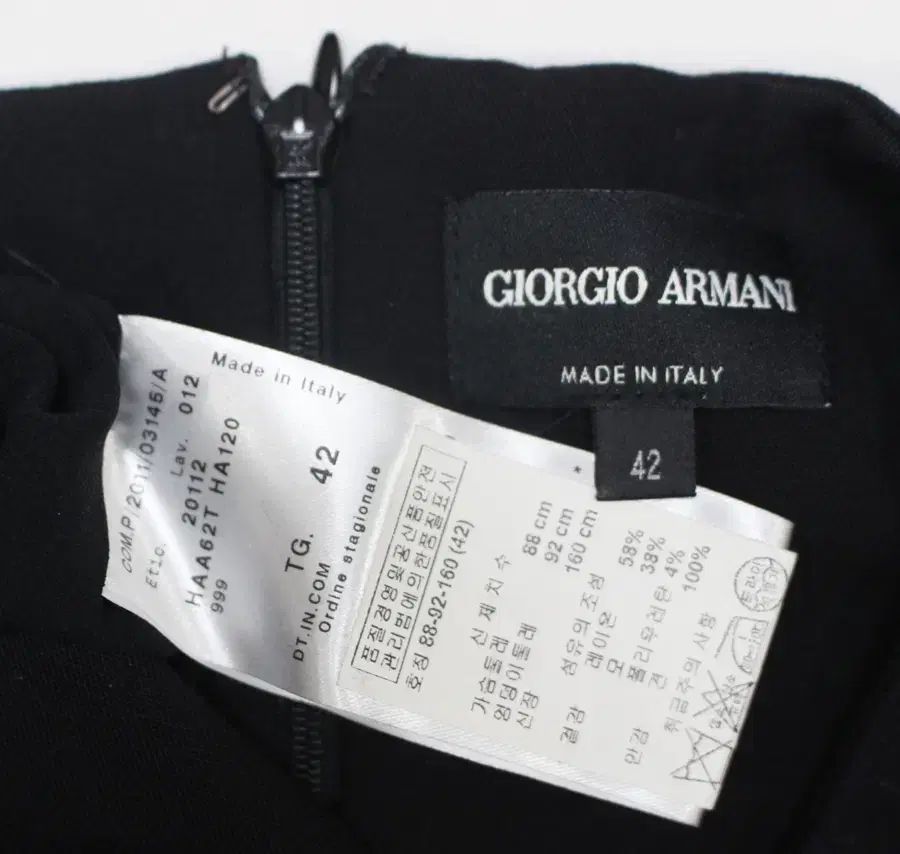 GIORGIO ARMANI
MADE IN ITALY
42
Made in Italy
COM.P/2011/03145/A
Etic. Lav. 012
20112
HAA62T HA120
999
TG. 42
DT.IN.COM
Ordine stagionale
품질경영및공산품안전
관리법에의한품질표시
호칭 88-92-160 (42)
신체치수
가슴둘레 88 cm
엉덩이둘레 92 cm
신장 160 cm
섬유의 조성
겉감 레이온 58%
모 38%
폴리우레탄 4%
안감 견 100%
취급주의 사항
드라이